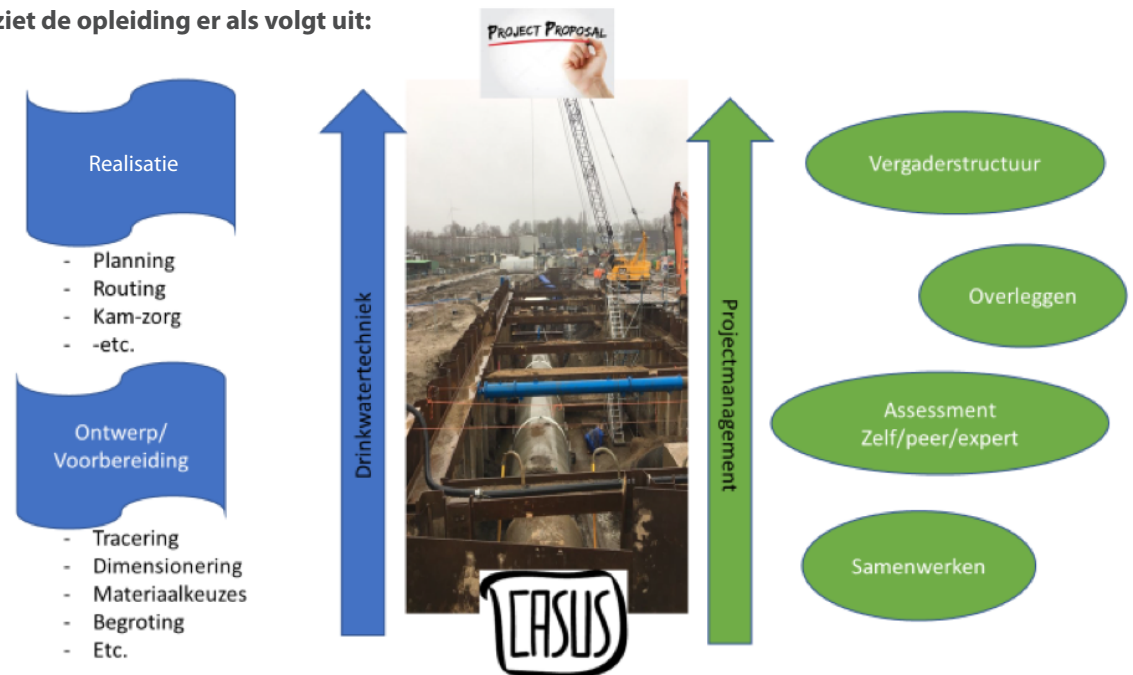 ziet de opleiding er als volgt uit:
PROJECT PROPOSAL
Realisatie
- Planning
- Routing
- Kam-zorg
- -etc.
Ontwerp/
Voorbereiding
- Tracering
- Dimensionering
- Materiaalkeuzes
- Begroting
- Etc.
Drinkwatertechniek
CASUS
Projectmanagement
Vergaderstructuur
Overleggen
Assessment
Zelf/peer/expert
Samenwerken